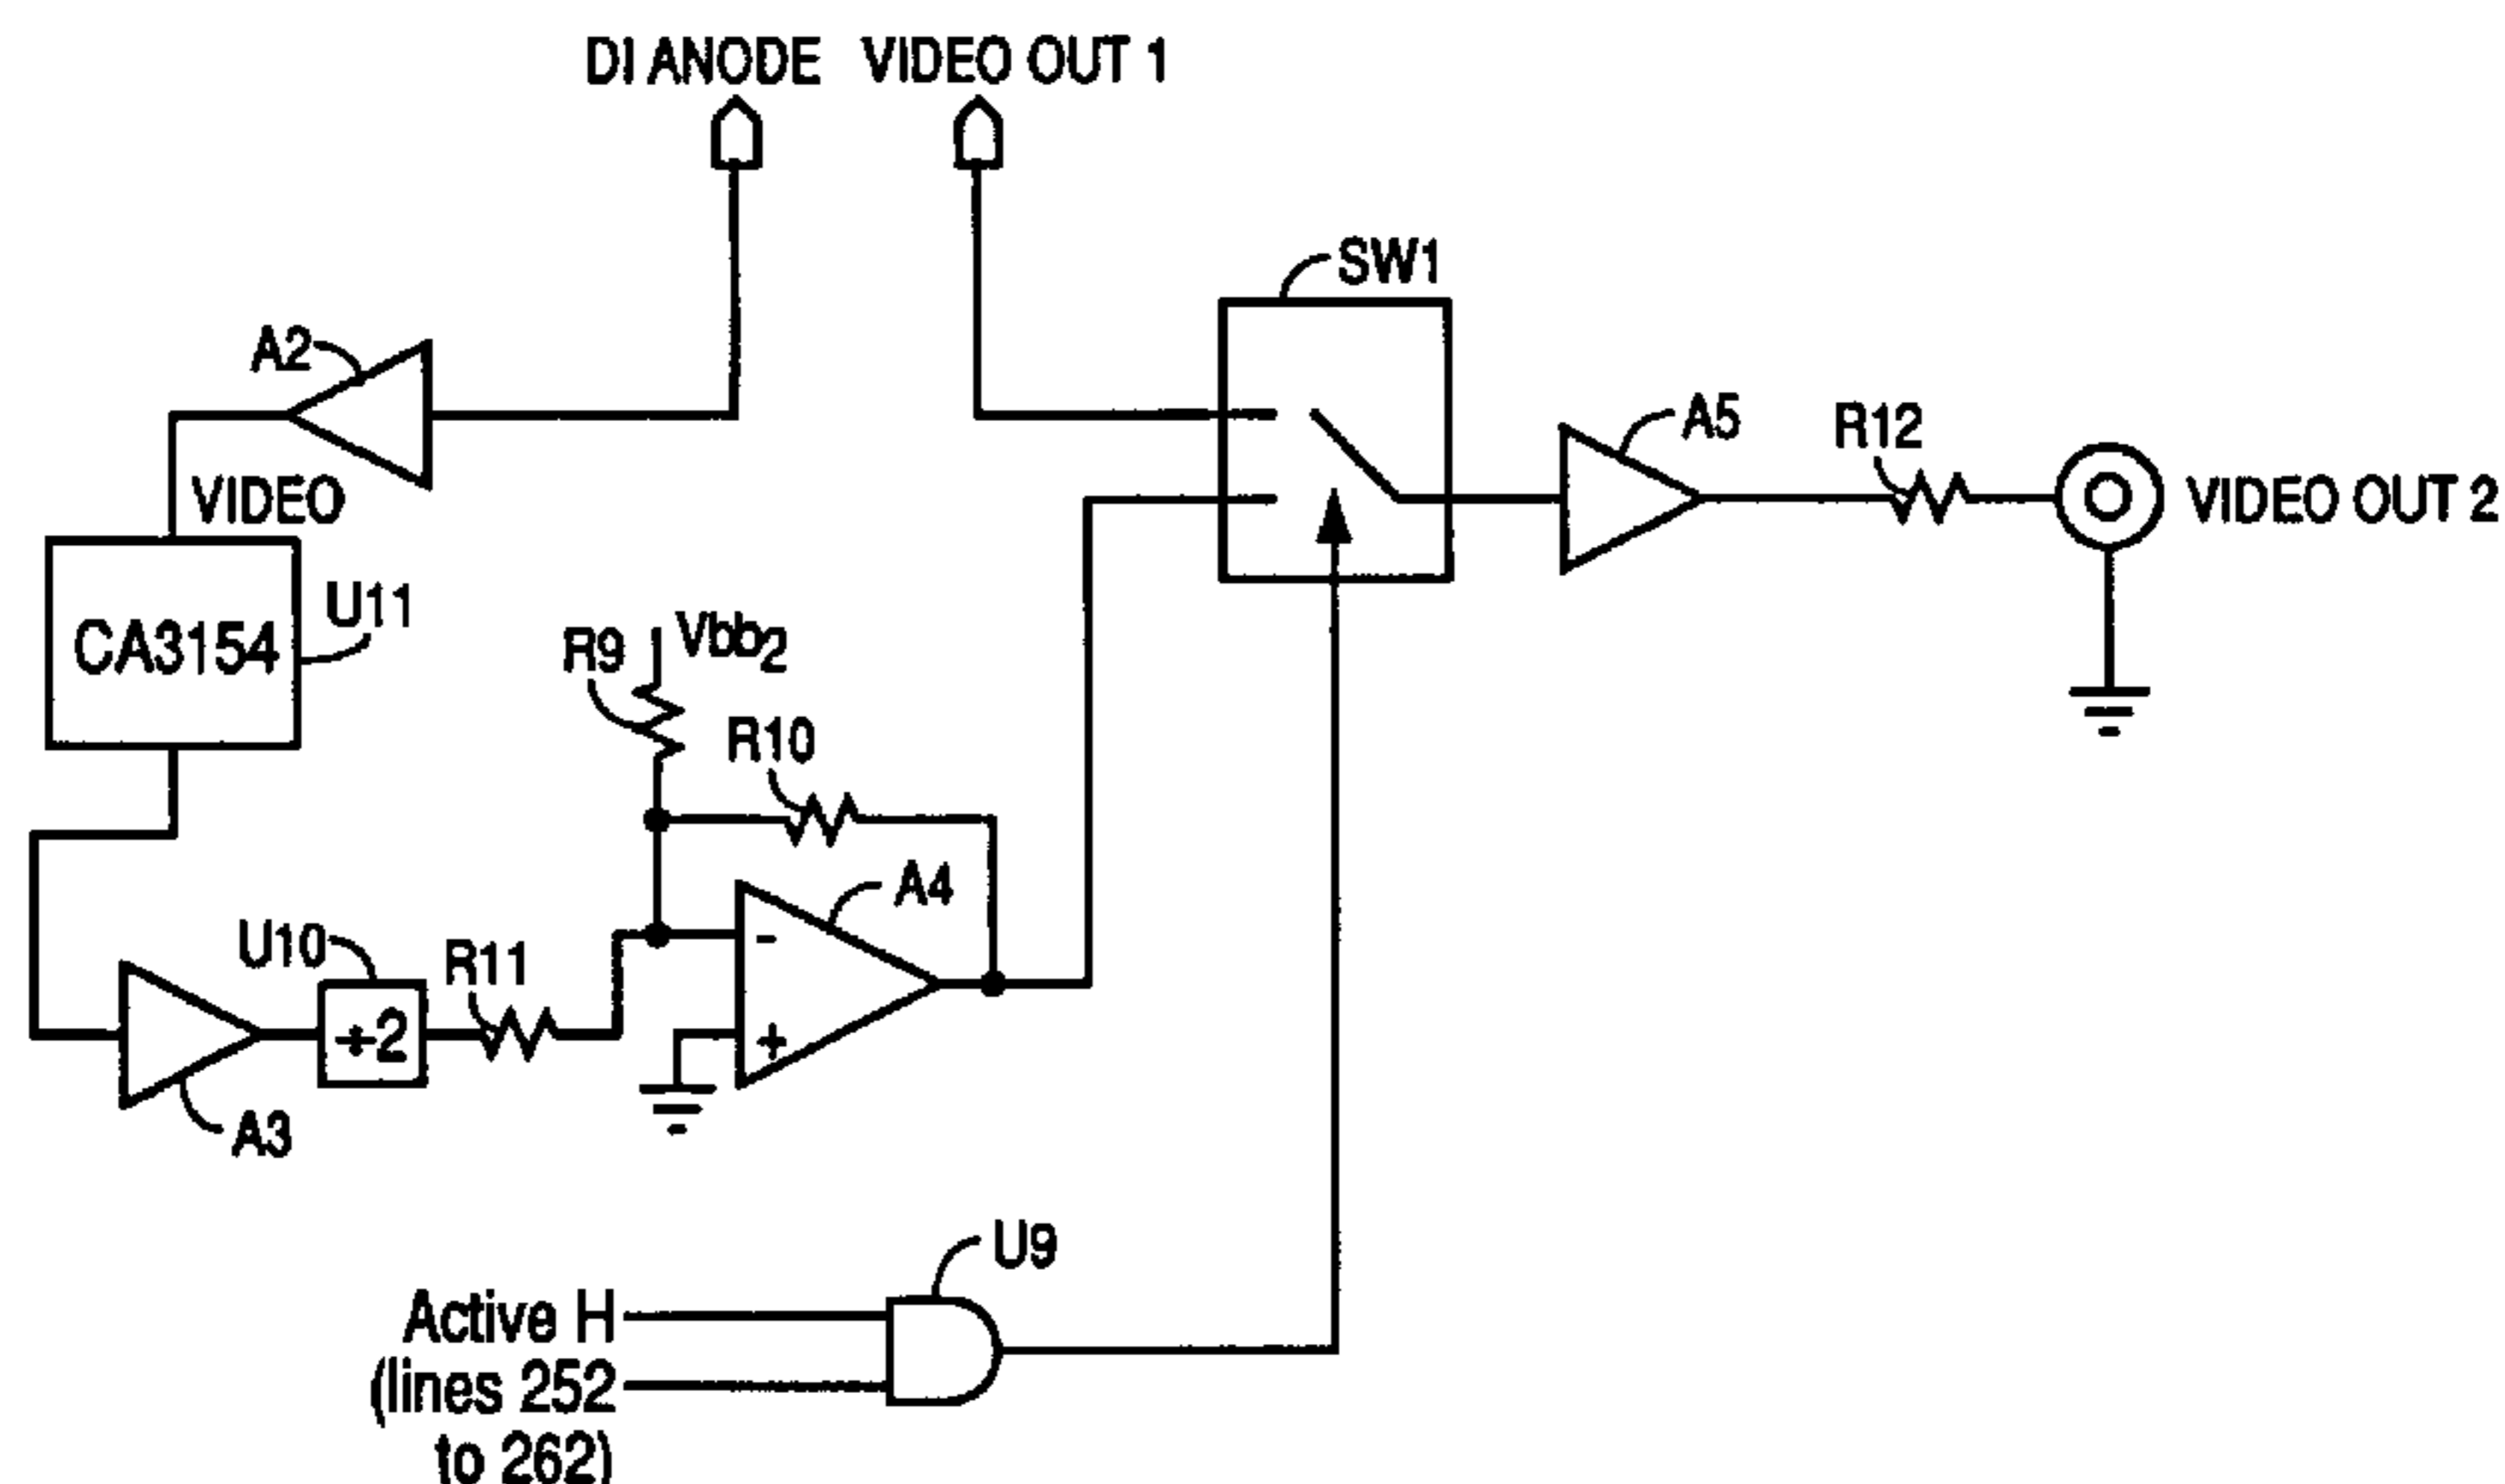 DI ANODE
VIDEO OUT 1
SW1
A2
A5
R12
VIDEO
VIDEO OUT 2
U11
CA3154
R9
Vbb2
R10
A4
U10
R11
÷2
-
+
A3
U9
Active H
(lines 252
to 262)